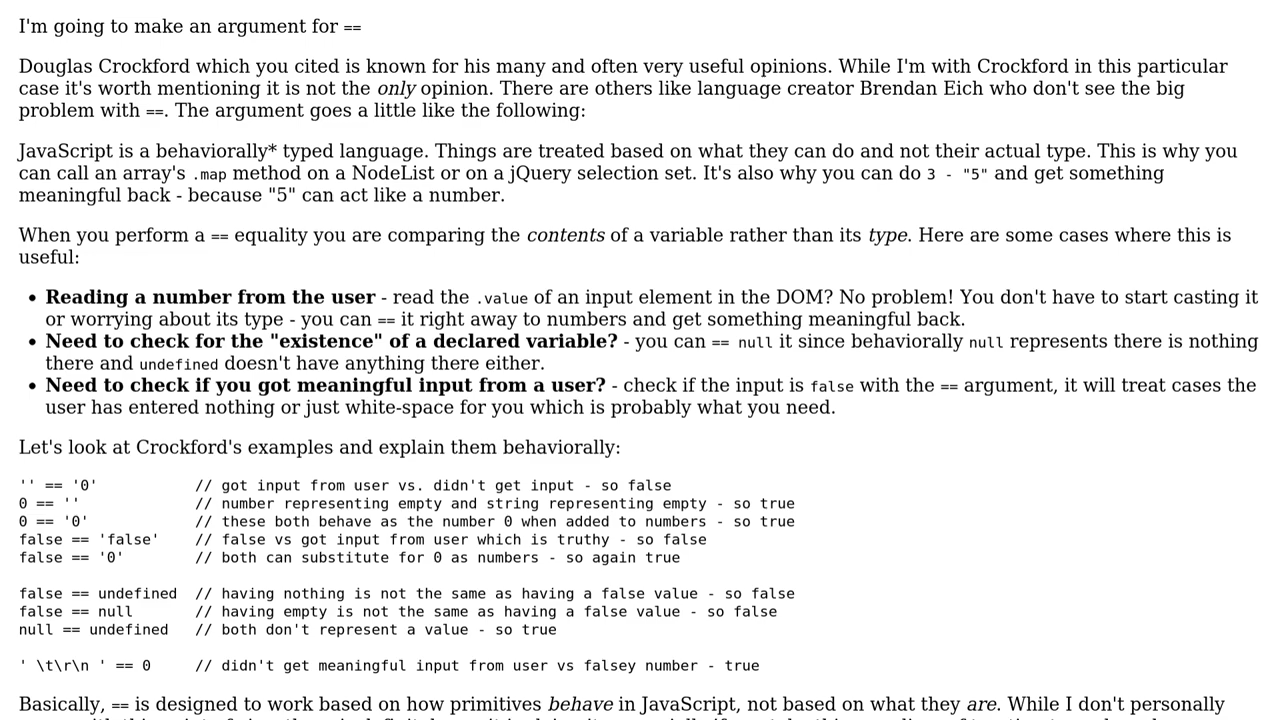 I'm going to make an argument for ==
Douglas Crockford which you cited is known for his many and often very useful opinions. While I'm with Crockford in this particular
case it's worth mentioning it is not the only opinion. There are others like language creator Brendan Eich who don't see the big
problem with ==. The argument goes a little like the following:
JavaScript is a behaviorally* typed language. Things are treated based on what they can do and not their actual type. This is why you
can call an array's .map method on a NodeList or on a jQuery selection set. It's also why you can do 3 - "5" and get something
meaningful back - because "5" can act like a number.
When you perform a == equality you are comparing the contents of a variable rather than its type. Here are some cases where this is
useful:
• Reading a number from the user - read the .value of an input element in the DOM? No problem! You don't have to start casting it
or worrying about its type - you can == it right away to numbers and get something meaningful back.
• Need to check for the "existence" of a declared variable? - you can == null it since behaviorally null represents there is nothing
there and undefined doesn't have anything there either.
• Need to check if you got meaningful input from a user? - check if the input is false with the == argument, it will treat cases the
user has entered nothing or just white-space for you which is probably what you need.
Let's look at Crockford's examples and explain them behaviorally:
'' == '0'           // got input from user vs. didn't get input - so false
0 == ''             // number representing empty and string representing empty - so true
0 == '0'            // these both behave as the number 0 when added to numbers - so true
false == 'false'    // false vs got input from user which is truthy - so false
false == '0'        // both can substitute for 0 as numbers - so again true
false == undefined  // having nothing is not the same as having a false value - so false
false == null       // having empty is not the same as having a false value - so false
null == undefined   // both don't represent a value - so true
' \t\r\n ' == 0     // didn't get meaningful input from user vs falsey number - true
Basically, == is designed to work based on how primitives behave in JavaScript, not based on what they are. While I don't personally